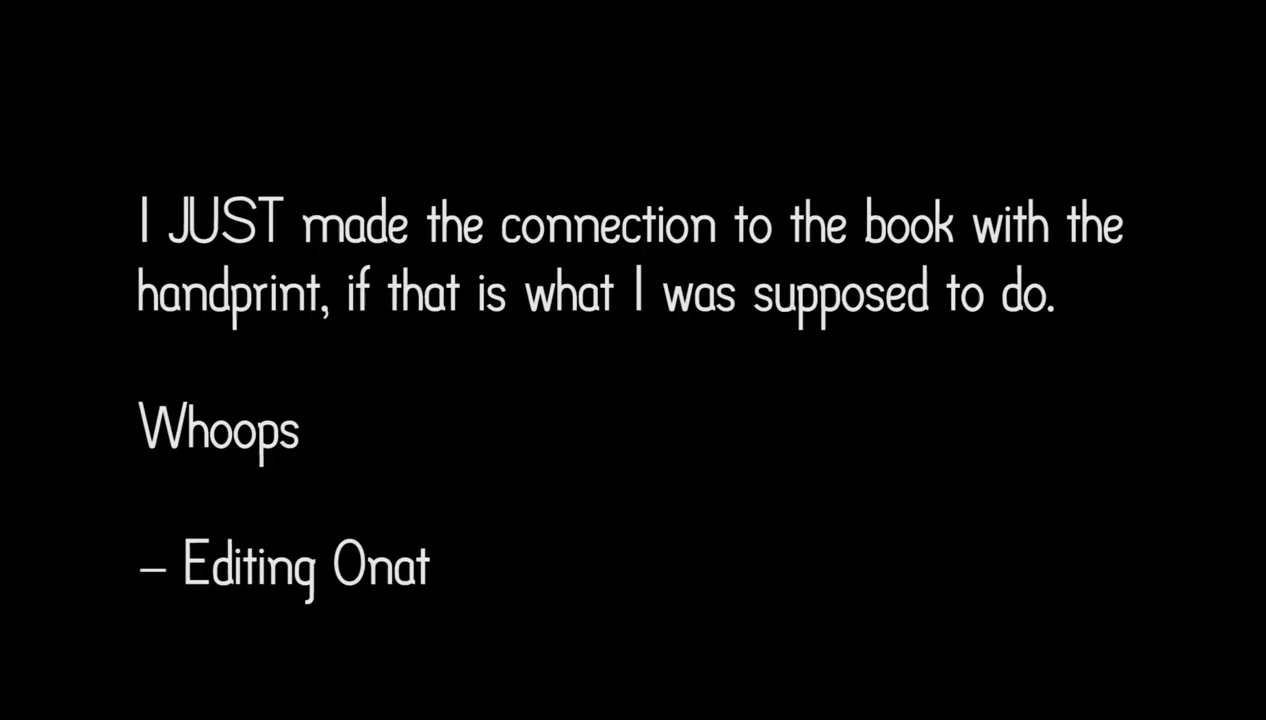 I JUST made the connection to the book with the
handprint, if that is what I was supposed to do.
Whoops
– Editing Onat